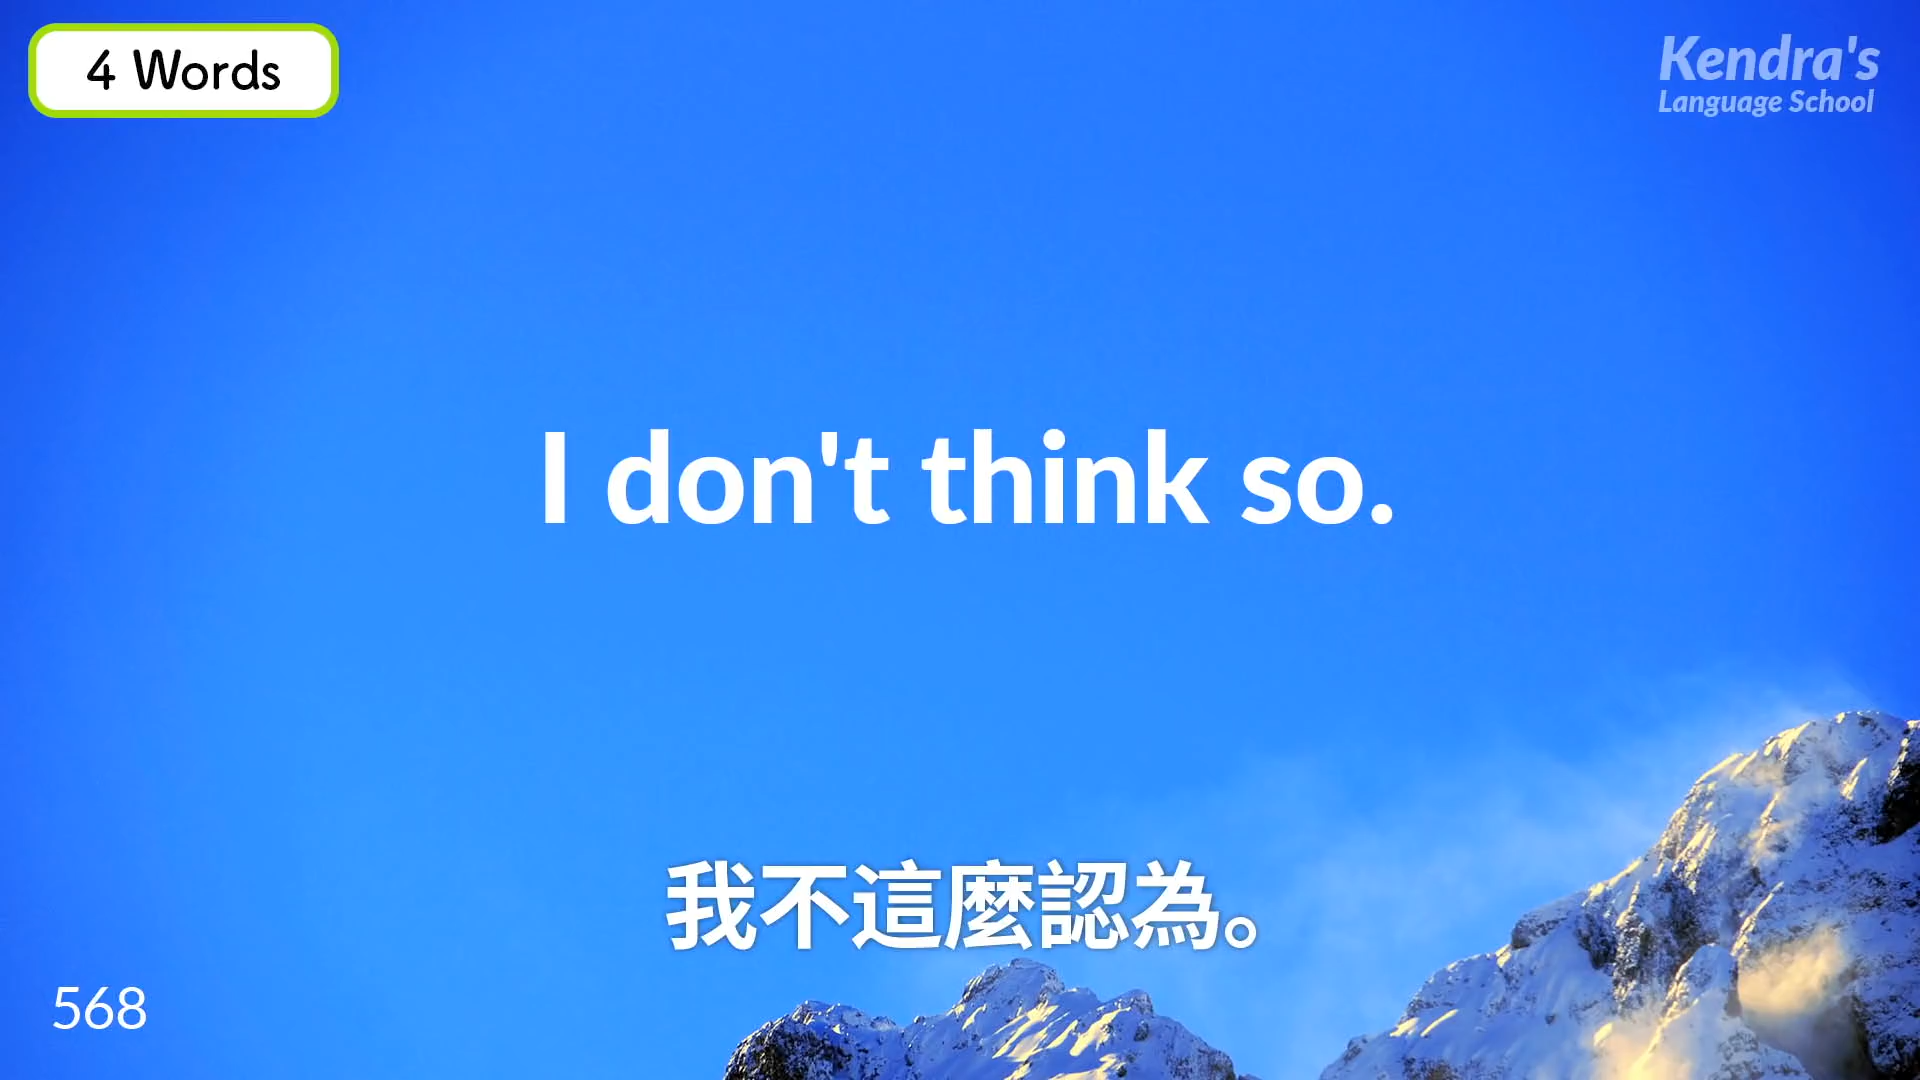 4 Words
Kendra's
Language School
I don't think so.
我不這麼認為。
568